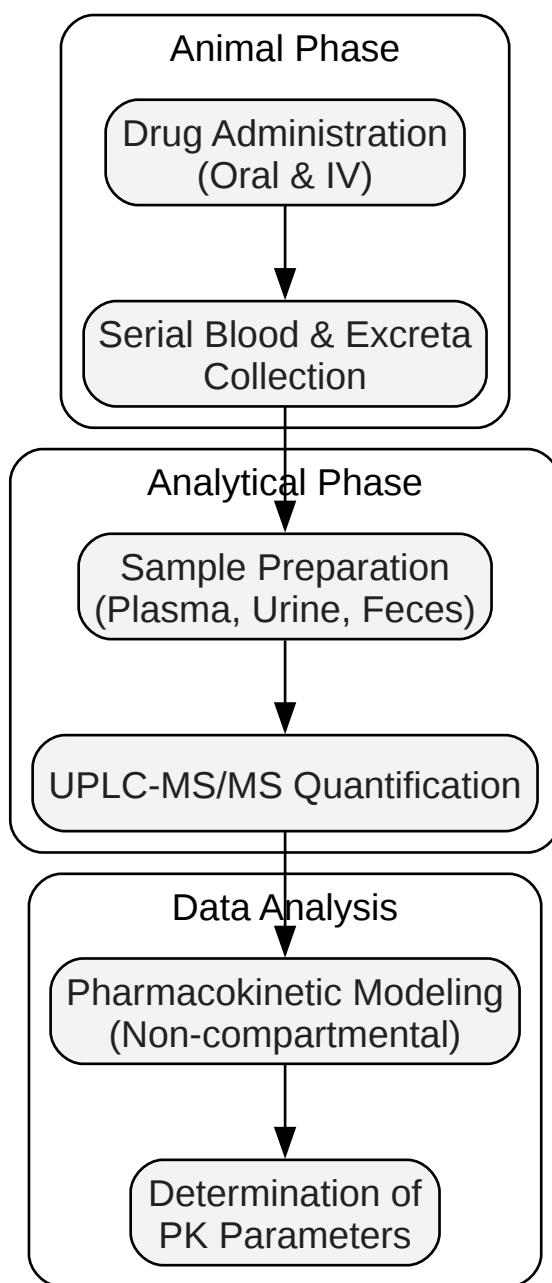 Animal Phase
Drug Administration
(Oral & IV)
Serial Blood & Excreta
Collection
Analytical Phase
Sample Preparation
(Plasma, Urine, Feces)
UPLC-MS/MS Quantification
Data Analysis
Pharmacokinetic Modeling
(Non-compartmental)
Determination of
PK Parameters